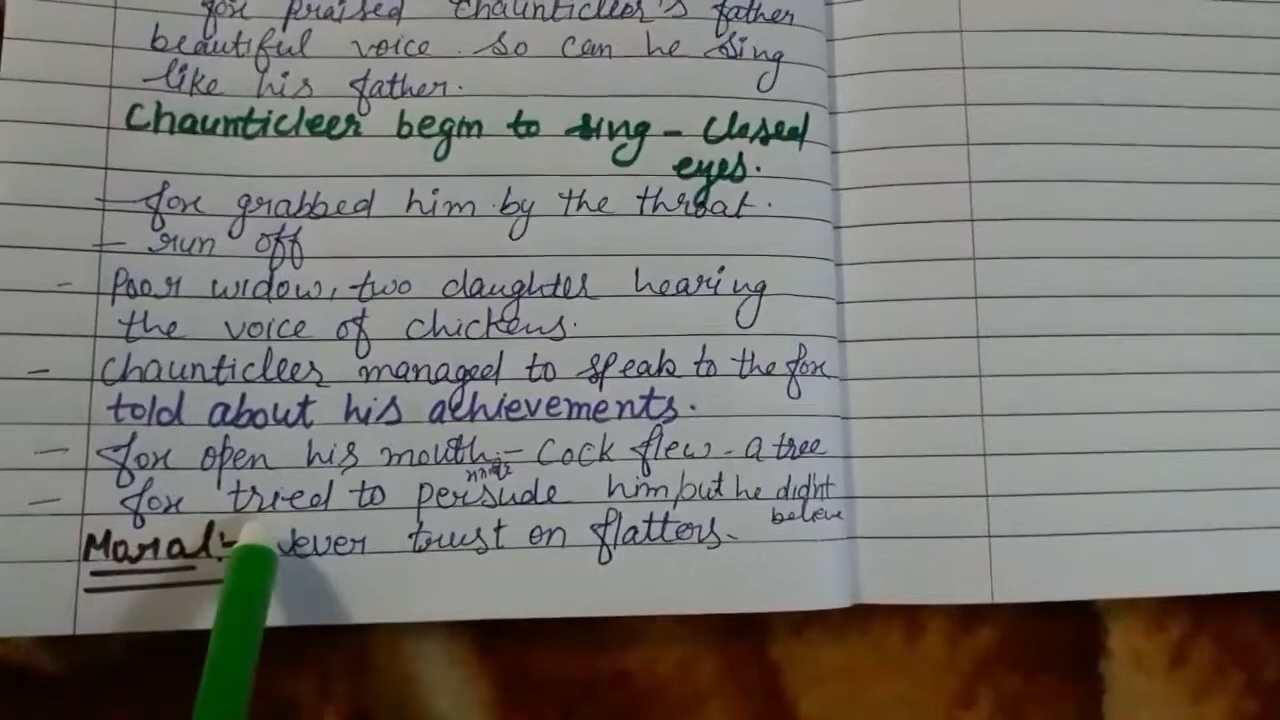 fox praised Chaunticleer's father
beautiful voice. so can he sing
like his father.
Chaunticleer begin to sing - Closed
eyes.
- fox grabbed him by the throat.
- run off
- Poor widow, two daughter hearing
the voice of chickens.
- Chaunticleer managed to speak to the fox
told about his achievements.
- fox open his mouth - Cock flew - a tree
- fox tried to persude him, but he didn't
believe
Moral:- Never trust on flatters.